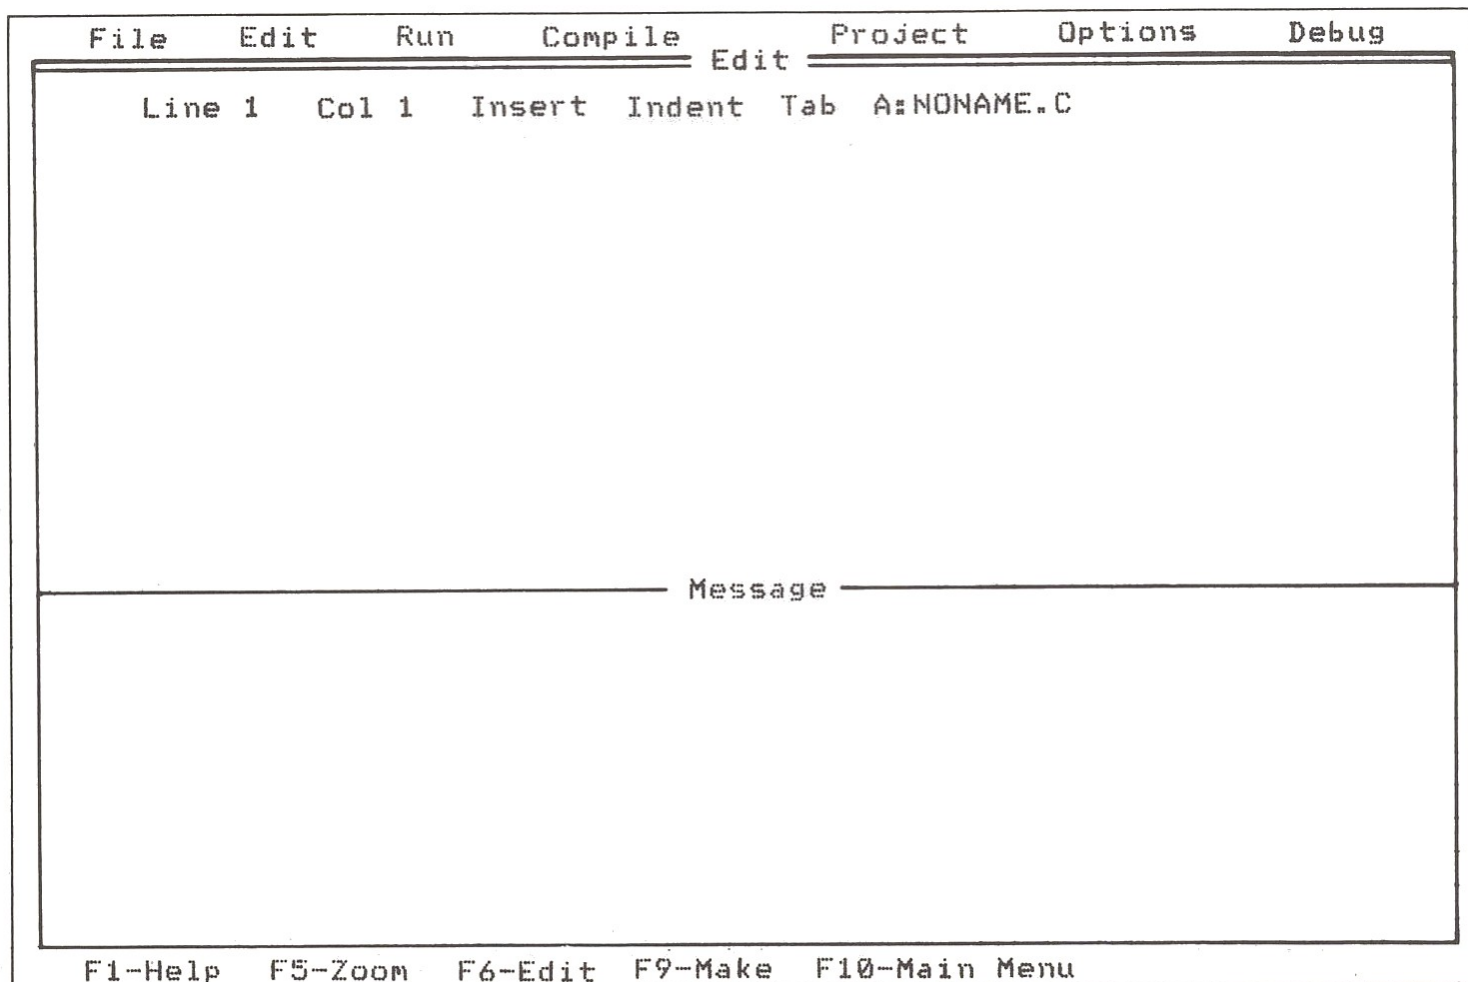 File Edit Run Compile Project Options Debug
Edit
Line 1 Col 1 Insert Indent Tab A:NONAME.C
Message
F1-Help F5-Zoom F6-Edit F9-Make F10-Main Menu